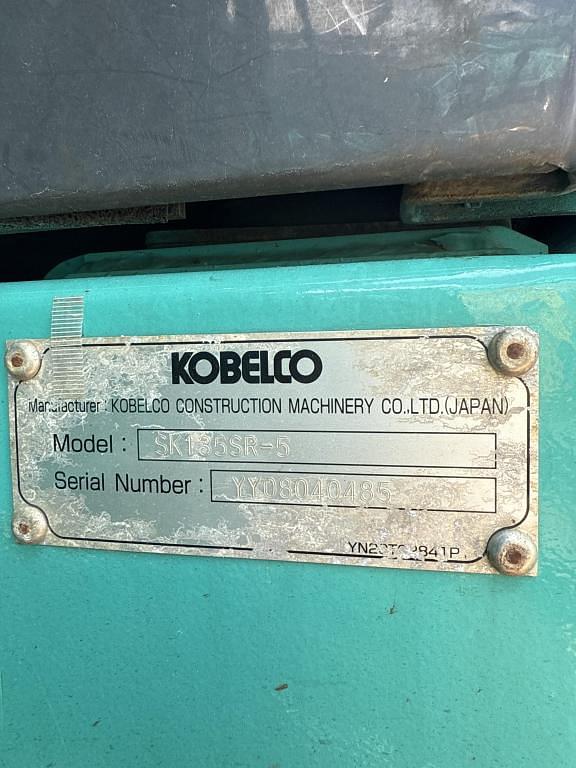 KOBELCO
Manufacturer : KOBELCO CONSTRUCTION MACHINERY CO.,LTD.(JAPAN)
Model : SK135SR-5
Serial Number : YY08040485